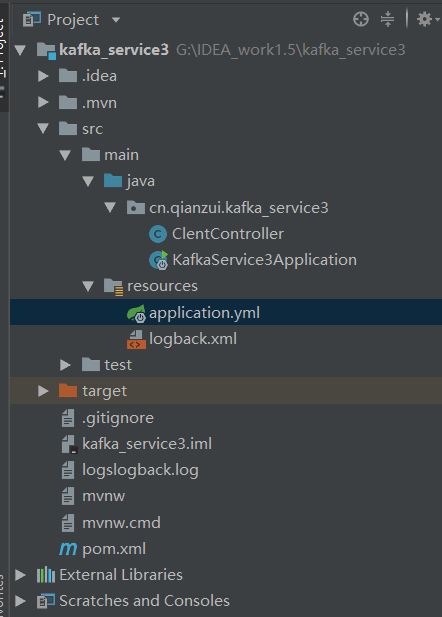 Project
kafka_service3 G:\IDEA_work1.5\kafka_service3
.idea
.mvn
src
main
java
cn.qianzui.kafka_service3
ClentController
KafkaService3Application
resources
application.yml
logback.xml
test
target
.gitignore
kafka_service3.iml
logslogback.log
mvnw
mvnw.cmd
pom.xml
External Libraries
Scratches and Consoles